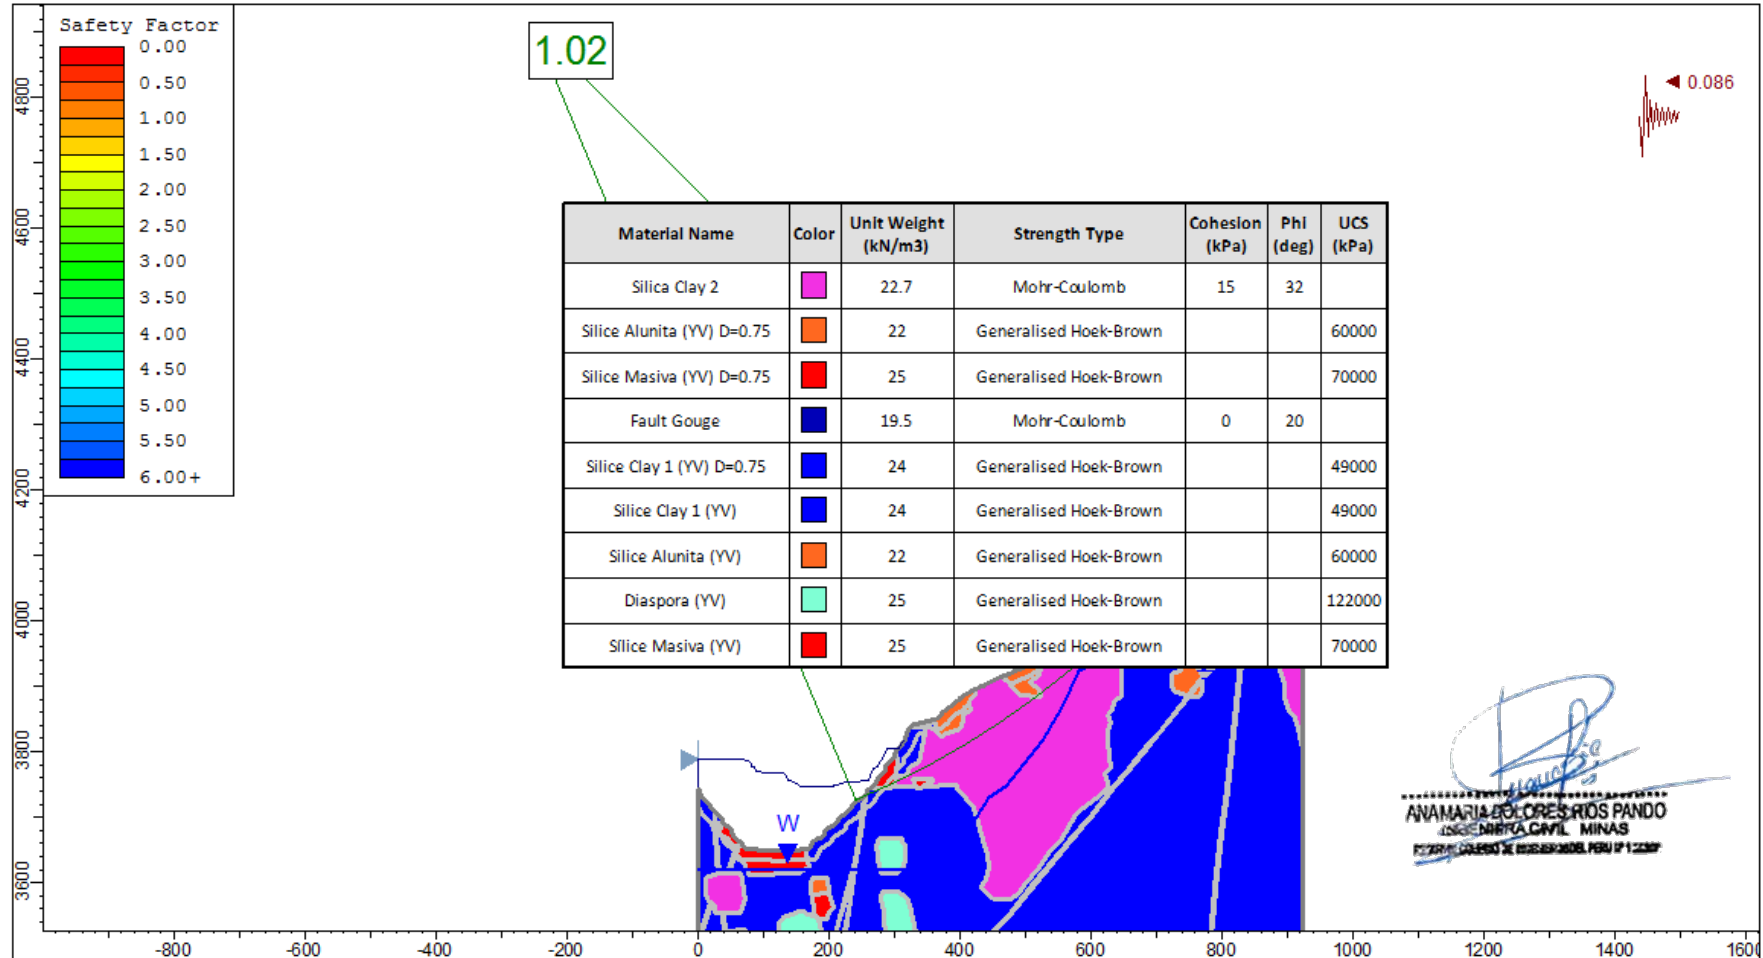 Safety Factor
0.00
0.50
1.00
1.50
2.00
2.50
3.00
3.50
4.00
4.50
5.00
5.50
6.00+
1.02
0.086
Material Name Color Unit Weight (kN/m3) Strength Type Cohesion (kPa) Phi (deg) UCS (kPa)
Silica Clay 2 22.7 Mohr-Coulomb 15 32
Silice Alunita (YV) D=0.75 22 Generalised Hoek-Brown 60000
Silice Masiva (YV) D=0.75 25 Generalised Hoek-Brown 70000
Fault Gouge 19.5 Mohr-Coulomb 0 20
Silice Clay 1 (YV) D=0.75 24 Generalised Hoek-Brown 49000
Silice Clay 1 (YV) 24 Generalised Hoek-Brown 49000
Silice Alunita (YV) 22 Generalised Hoek-Brown 60000
Diaspora (YV) 25 Generalised Hoek-Brown 122000
Sílice Masiva (YV) 25 Generalised Hoek-Brown 70000
4800
4600
4400
4200
4000
3800
3600
W
ANA MARIA DOLORES RIOS PANDO
CIVIL MINAS
-800 -600 -400 -200 0 200 400 600 800 1000 1200 1400 1600